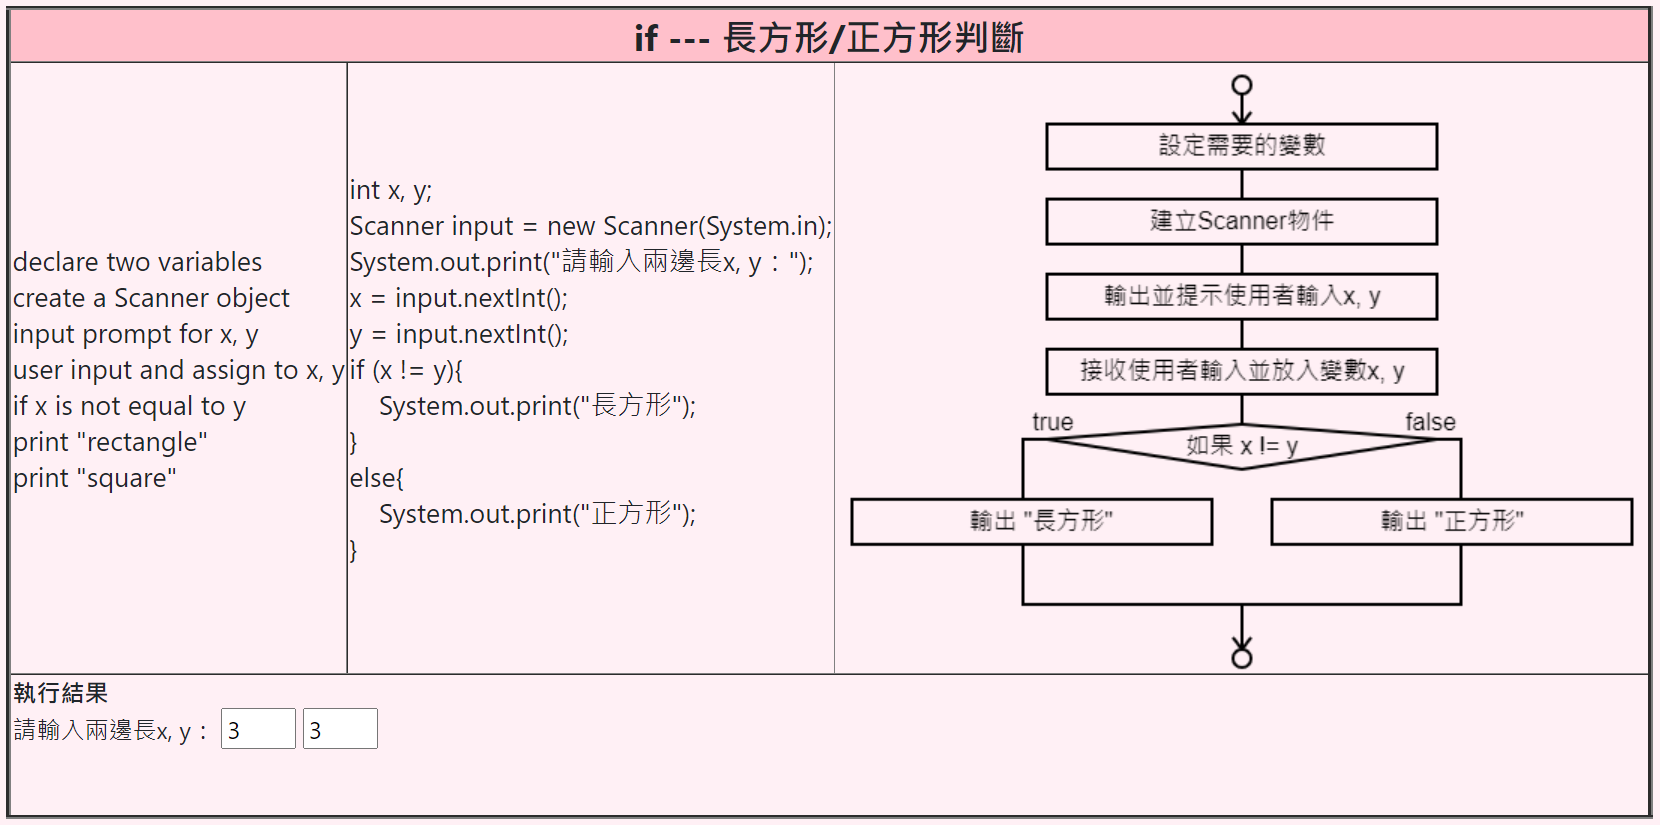 if --- 長方形/正方形判斷
declare two variables
create a Scanner object
input prompt for x, y
user input and assign to x, y
if x is not equal to y
print "rectangle"
print "square"
int x, y;
Scanner input = new Scanner(System.in);
System.out.print("請輸入兩邊長x, y：");
x = input.nextInt();
y = input.nextInt();
if (x != y){
System.out.print("長方形");
}
else{
System.out.print("正方形");
}
設定需要的變數
建立Scanner物件
輸出並提示使用者輸入x, y
接收使用者輸入並放入變數x, y
true
false
如果 x != y
輸出 "長方形"
輸出 "正方形"
執行結果
請輸入兩邊長x, y： 3 3